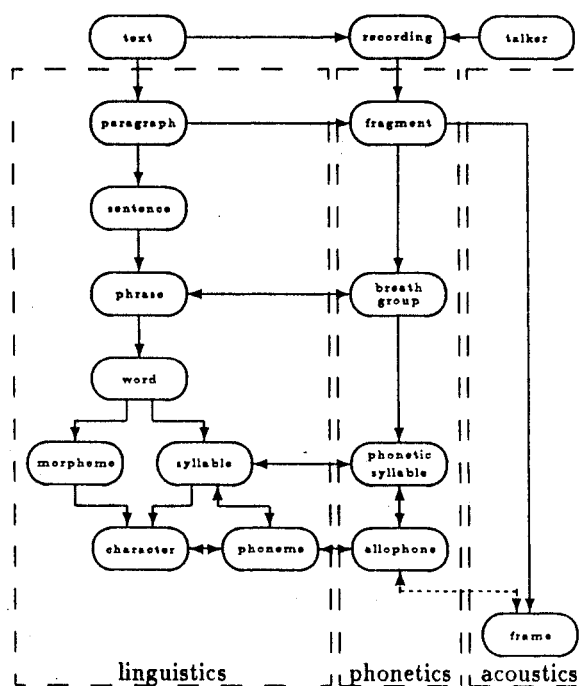 text
recording
talker
paragraph
fragment
sentence
phrase
breath
group
word
morpheme
syllable
phonetic
syllable
character
phoneme
allophone
frame
linguistics
phonetics
acoustics